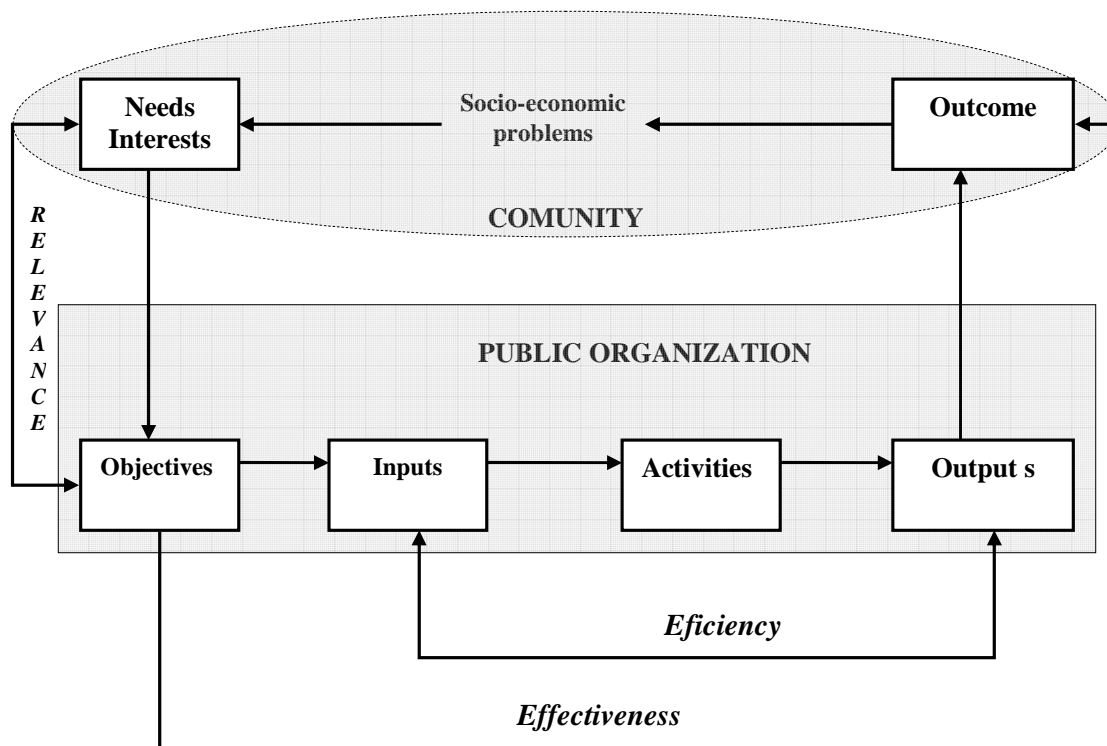 Needs
Interests
Socio-economic
problems
Outcome
COMUNITY
R
E
L
E
V
A
N
C
E
PUBLIC ORGANIZATION
Objectives
Inputs
Activities
Output s
Eficiency
Effectiveness